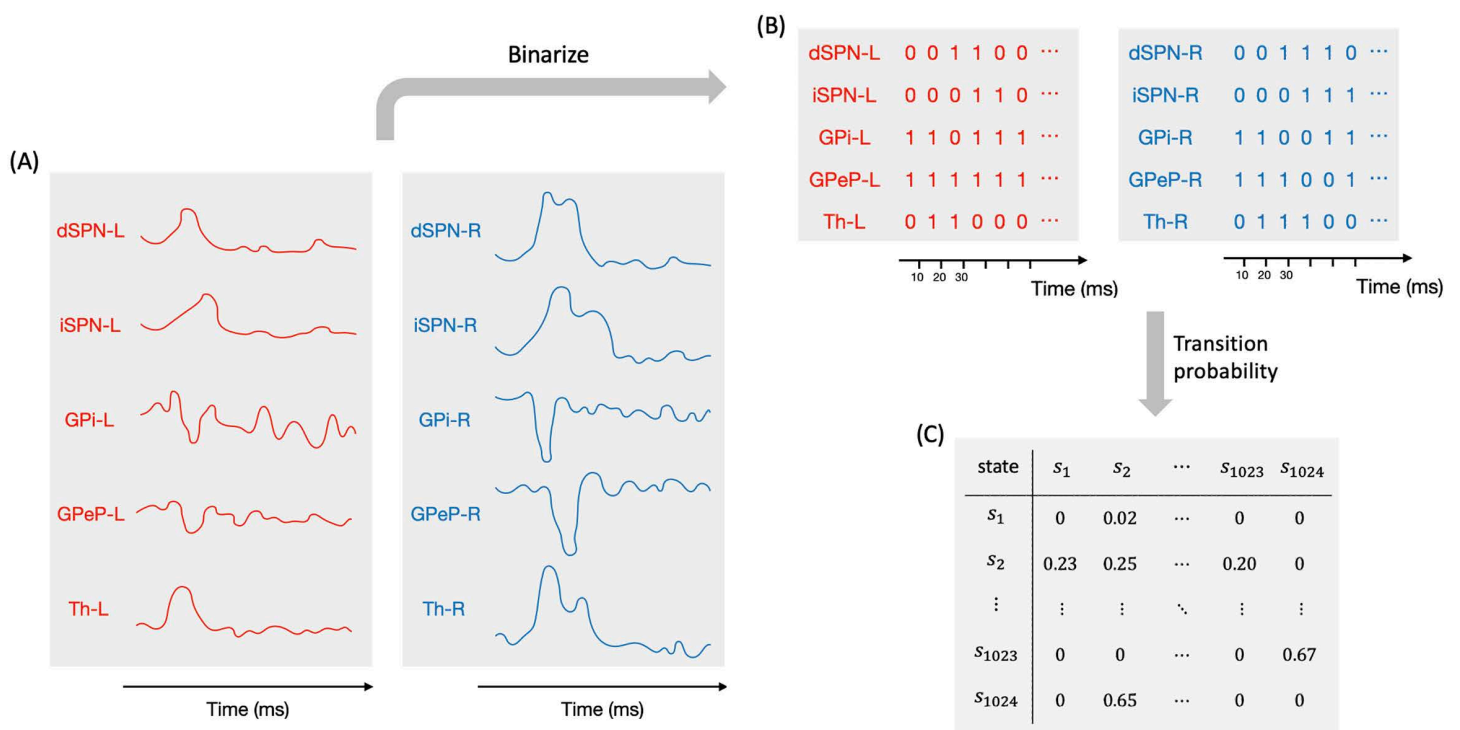 (A)
dSPN-L
iSPN-L
GPi-L
GPeP-L
Th-L
Time (ms)
dSPN-R
iSPN-R
GPi-R
GPeP-R
Th-R
Time (ms)
Binarize
(B)
dSPN-L 0 0 1 1 0 0 ⋯
iSPN-L 0 0 0 1 1 0 ⋯
GPi-L 1 1 0 1 1 1 ⋯
GPeP-L 1 1 1 1 1 1 ⋯
Th-L 0 1 1 0 0 0 ⋯
10 20 30
Time (ms)
dSPN-R 0 0 1 1 1 0 ⋯
iSPN-R 0 0 0 1 1 1 ⋯
GPi-R 1 1 0 0 1 1 ⋯
GPeP-R 1 1 1 0 0 1 ⋯
Th-R 0 1 1 1 0 0 ⋯
10 20 30
Time (ms)
Transition
probability
(C)
state s₁ s₂ ⋯ s₁₀₂₃ s₁₀₂₄
s₁ 0 0.02 ⋯ 0 0
s₂ 0.23 0.25 ⋯ 0.20 0
⋮ ⋮ ⋮ ⋱ ⋮ ⋮
s₁₀₂₃ 0 0 ⋯ 0 0.67
s₁₀₂₄ 0 0.65 ⋯ 0 0